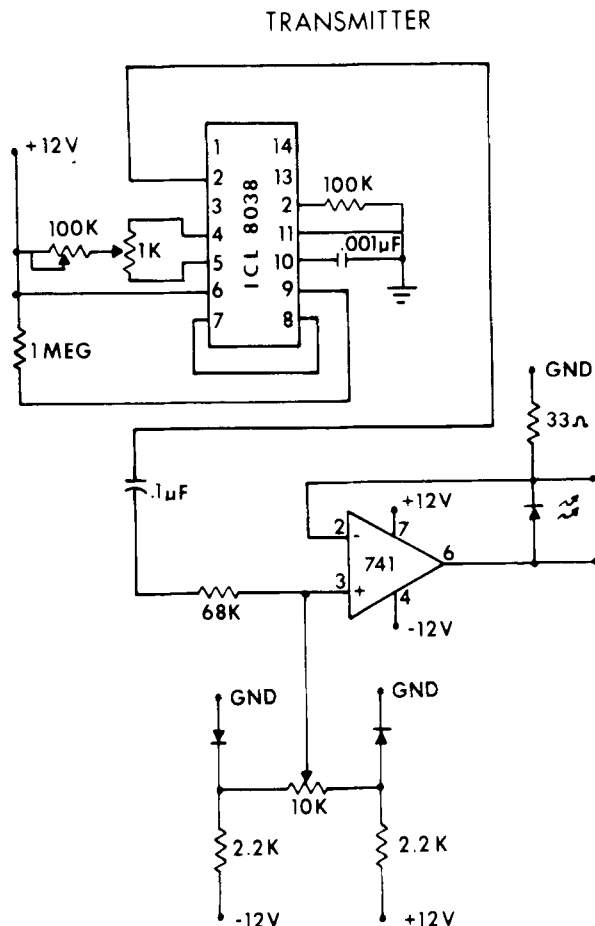 TRANSMITTER
+12V
100K
1K
1 MEG
1
2
3
4
5
6
7
ICL 8038
14
13
2
11
10
9
8
100K
.001µF
.1µF
68K
GND
33Ω
2
-
3
+
741
+12V
7
6
4
-12V
GND
GND
10K
2.2K
2.2K
-12V
+12V